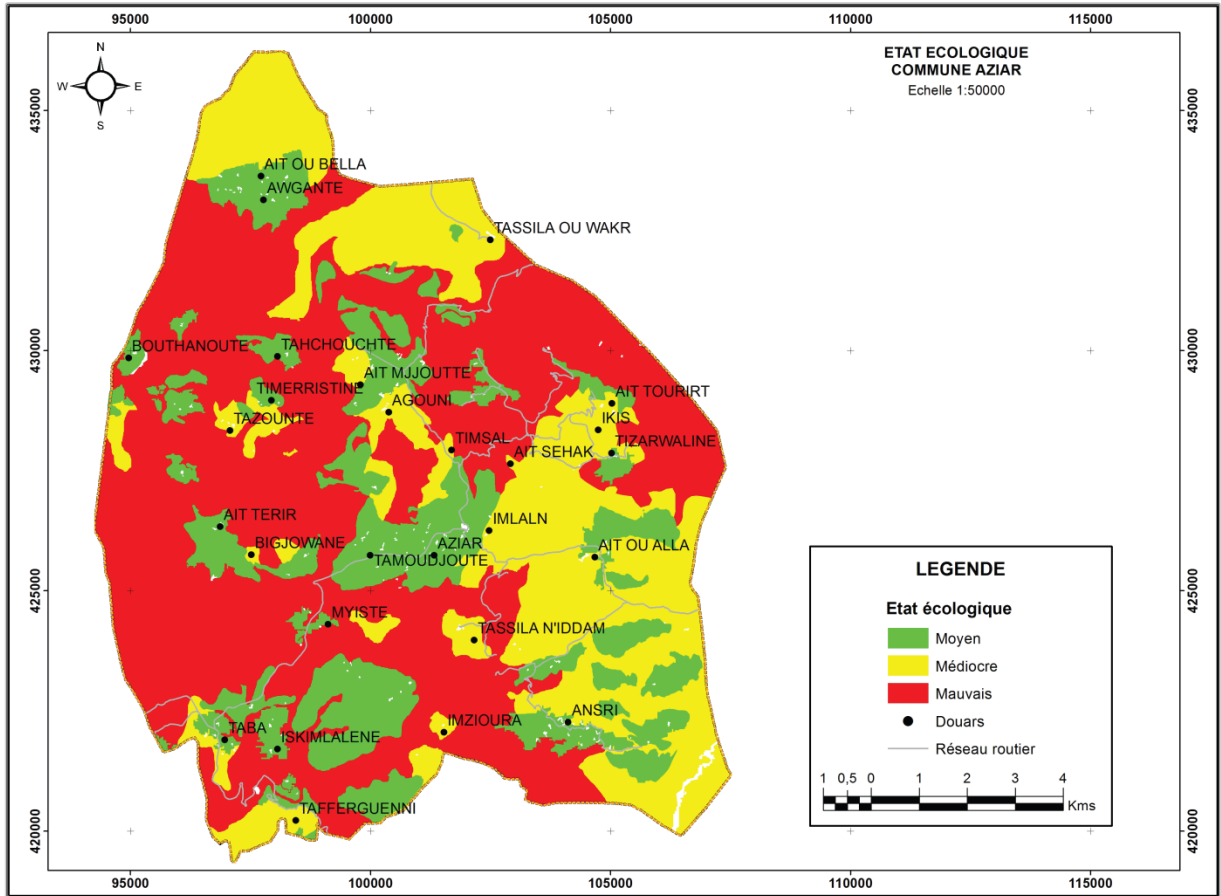 95000 100000 105000 110000 115000
ETAT ECOLOGIQUE
COMMUNE AZIAR
Echelle 1:50000
N
W E
S
435000 435000
AIT OU BELLA
AWGANTE
TASSILA OU WAKR
430000 430000
BOUTHANOUTE
TAHCHOUCHTE
AIT MJJOUTTE
TIMERRISTINE
AGOUNI
AIT TOURIRT
TAZOUNTE
IKIS
TIMSAL
AIT SEHAK
TIZARWALINE
AIT TERIR
IMLALN
BIGJOWANE
AZIAR
TAMOUDJOUTE
AIT OU ALLA
425000 425000
MYISTE
TASSILA N'IDDAM
TABA
ISKIMLALENE
IMZIOURA
ANSRI
TAFFERGUENNI
420000 420000
LEGENDE
Etat écologique
Moyen
Médiocre
Mauvais
Douars
Réseau routier
1 0,5 0 1 2 3 4
Kms
95000 100000 105000 110000 115000